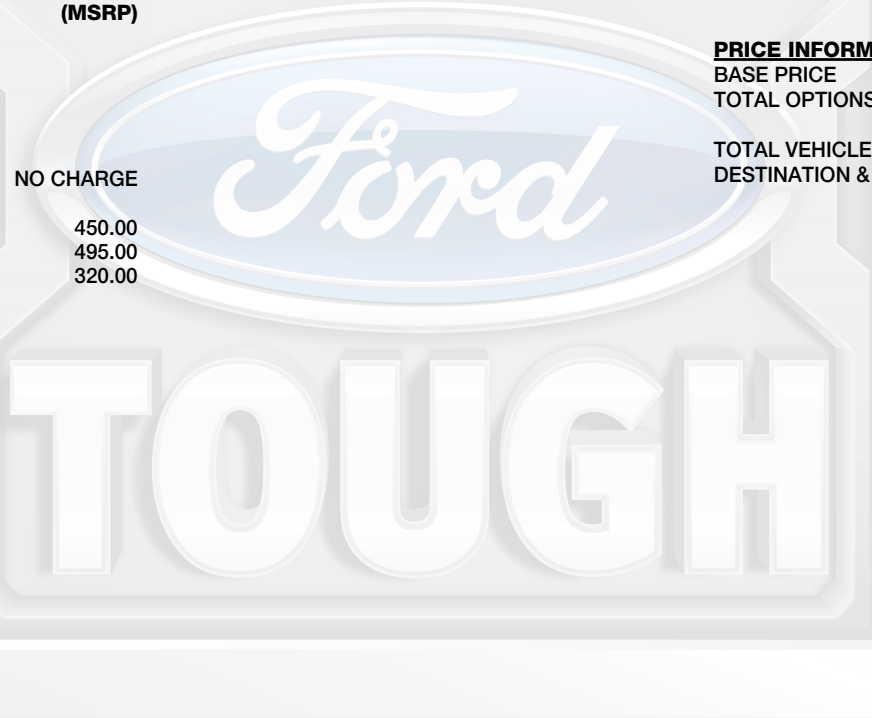 (MSRP)
NO CHARGE
450.00
495.00
320.00
PRICE INFORM
BASE PRICE
TOTAL OPTIONS
TOTAL VEHICLE
DESTINATION &
Ford
TOUGH